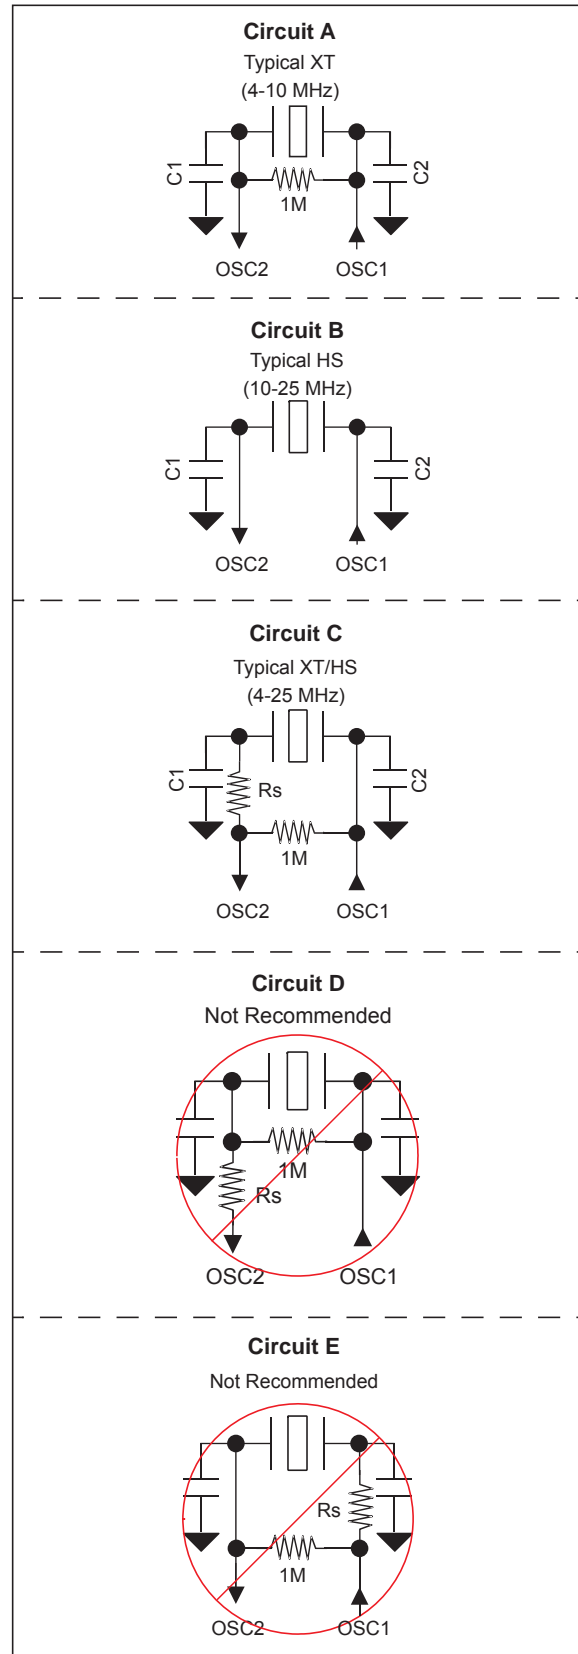 Circuit A
Typical XT
(4-10 MHz)
C1
C2
1M
OSC2
OSC1
Circuit B
Typical HS
(10-25 MHz)
C1
C2
OSC2
OSC1
Circuit C
Typical XT/HS
(4-25 MHz)
C1
Rs
C2
1M
OSC2
OSC1
Circuit D
Not Recommended
1M
Rs
OSC2
OSC1
Circuit E
Not Recommended
Rs
1M
OSC2
OSC1